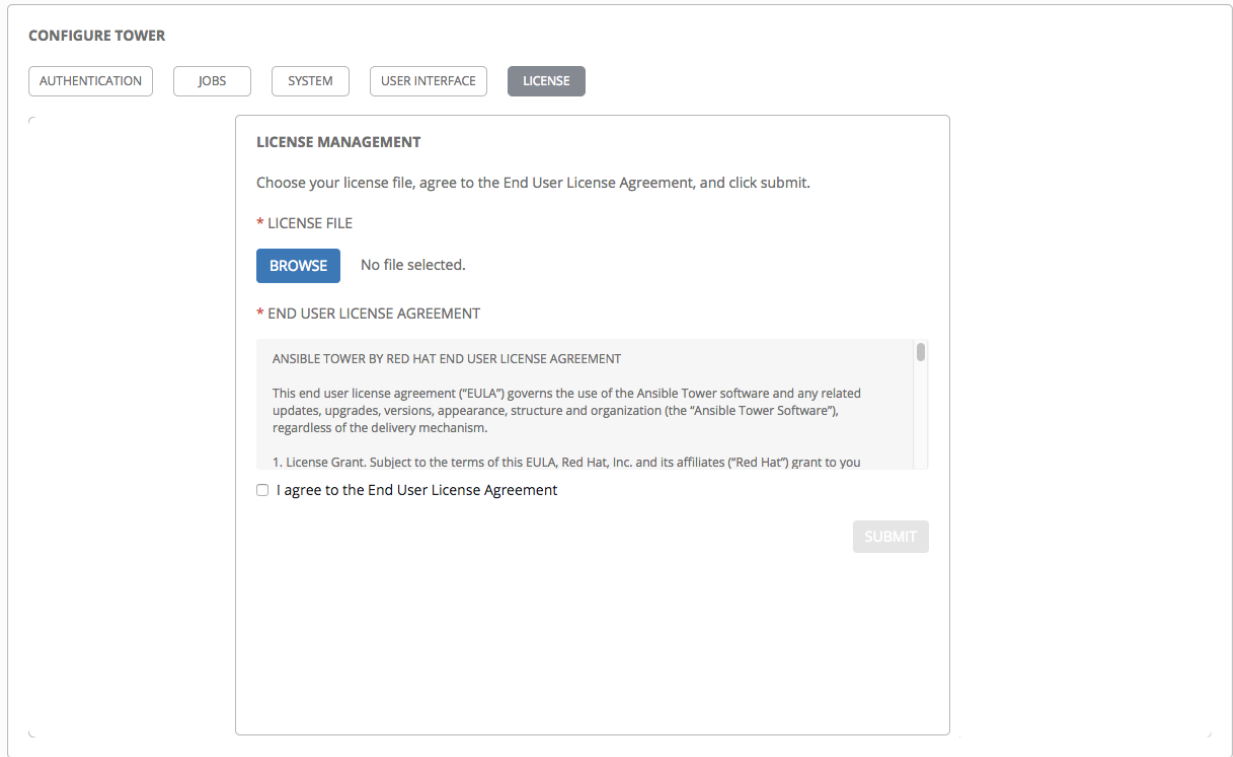 CONFIGURE TOWER
AUTHENTICATION JOBS SYSTEM USER INTERFACE LICENSE
LICENSE MANAGEMENT
Choose your license file, agree to the End User License Agreement, and click submit.
* LICENSE FILE
BROWSE No file selected.
* END USER LICENSE AGREEMENT
ANSIBLE TOWER BY RED HAT END USER LICENSE AGREEMENT
This end user license agreement (“EULA”) governs the use of the Ansible Tower software and any related
updates, upgrades, versions, appearance, structure and organization (the “Ansible Tower Software”),
regardless of the delivery mechanism.
1. License Grant. Subject to the terms of this EULA, Red Hat, Inc. and its affiliates (“Red Hat”) grant to you
I agree to the End User License Agreement
SUBMIT